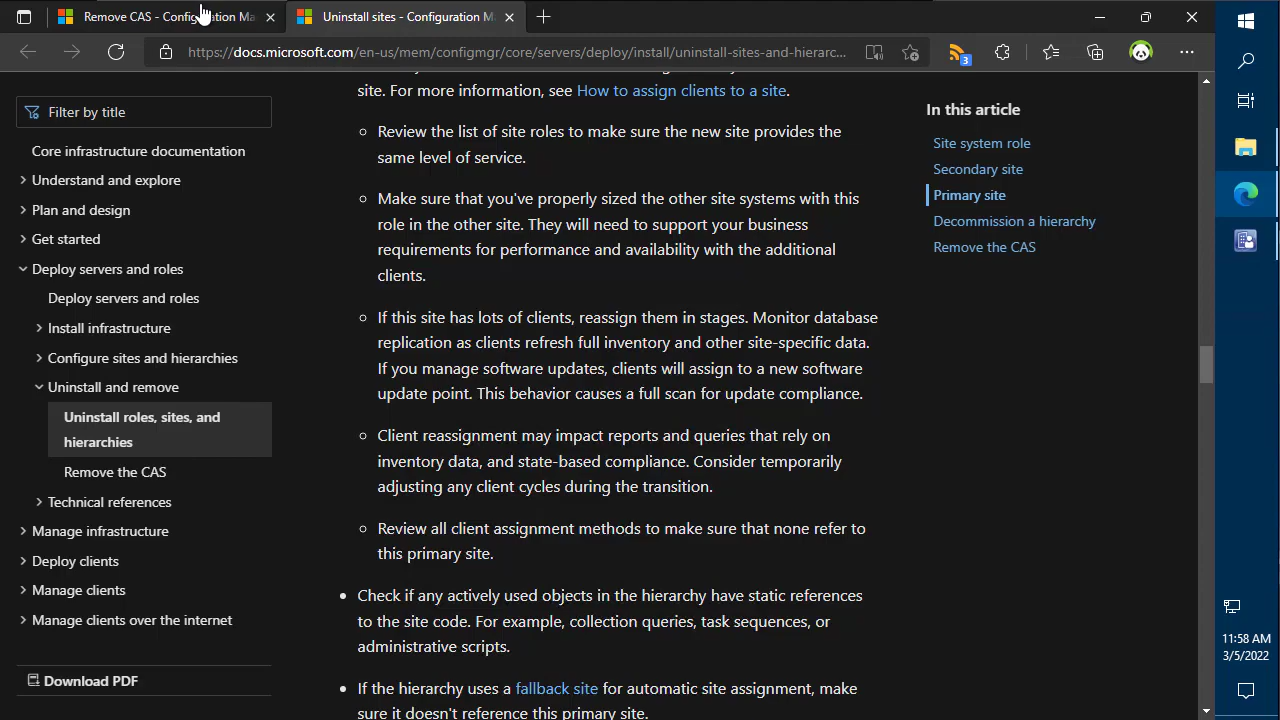 Remove CAS - Configuration Ma
Uninstall sites - Configuration M
https://docs.microsoft.com/en-us/mem/configmgr/core/servers/deploy/install/uninstall-sites-and-hierarc...
3
Filter by title
Core infrastructure documentation
Understand and explore
Plan and design
Get started
Deploy servers and roles
Deploy servers and roles
Install infrastructure
Configure sites and hierarchies
Uninstall and remove
Uninstall roles, sites, and
hierarchies
Remove the CAS
Technical references
Manage infrastructure
Deploy clients
Manage clients
Manage clients over the internet
Download PDF
site. For more information, see How to assign clients to a site.
Review the list of site roles to make sure the new site provides the
same level of service.
Make sure that you've properly sized the other site systems with this
role in the other site. They will need to support your business
requirements for performance and availability with the additional
clients.
If this site has lots of clients, reassign them in stages. Monitor database
replication as clients refresh full inventory and other site-specific data.
If you manage software updates, clients will assign to a new software
update point. This behavior causes a full scan for update compliance.
Client reassignment may impact reports and queries that rely on
inventory data, and state-based compliance. Consider temporarily
adjusting any client cycles during the transition.
Review all client assignment methods to make sure that none refer to
this primary site.
Check if any actively used objects in the hierarchy have static references
to the site code. For example, collection queries, task sequences, or
administrative scripts.
If the hierarchy uses a fallback site for automatic site assignment, make
sure it doesn't reference this primary site.
In this article
Site system role
Secondary site
Primary site
Decommission a hierarchy
Remove the CAS
11:58 AM
3/5/2022